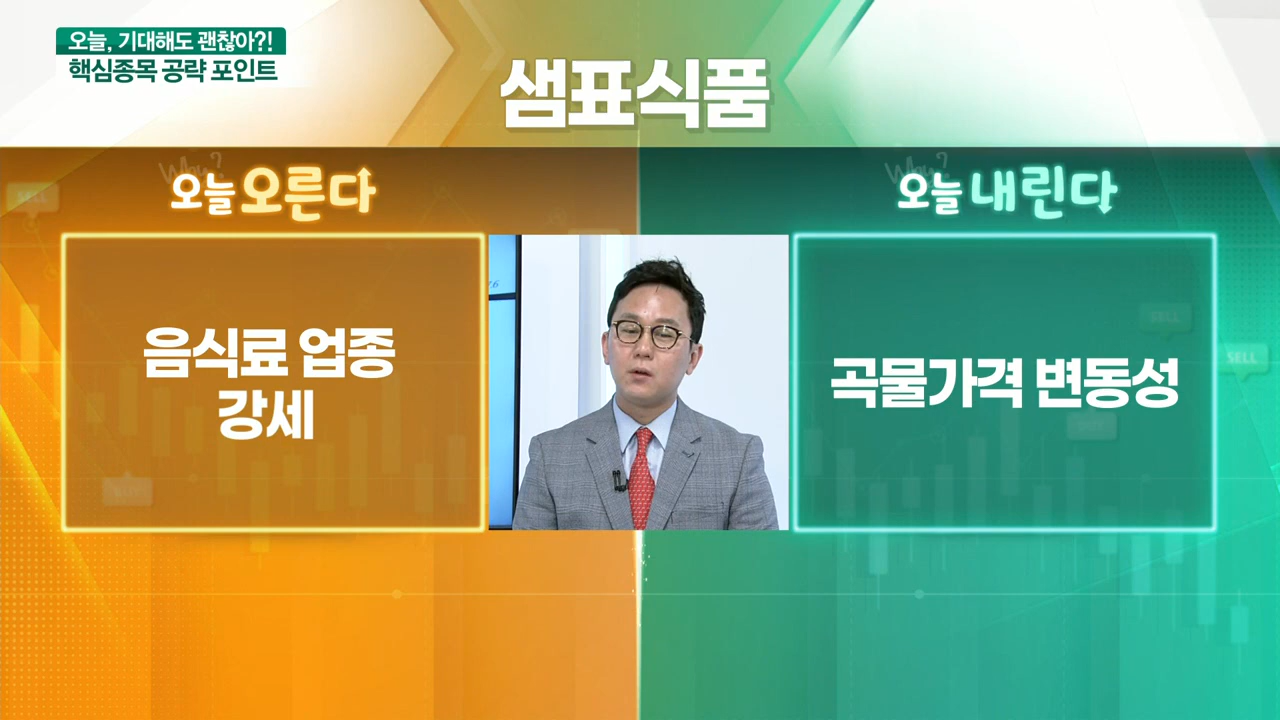 오늘, 기대해도 괜찮아?!
핵심종목 공략 포인트
샘표식품
오늘 오른다
음식료 업종
강세
오늘 내린다
곡물가격 변동성
SELL
SELL